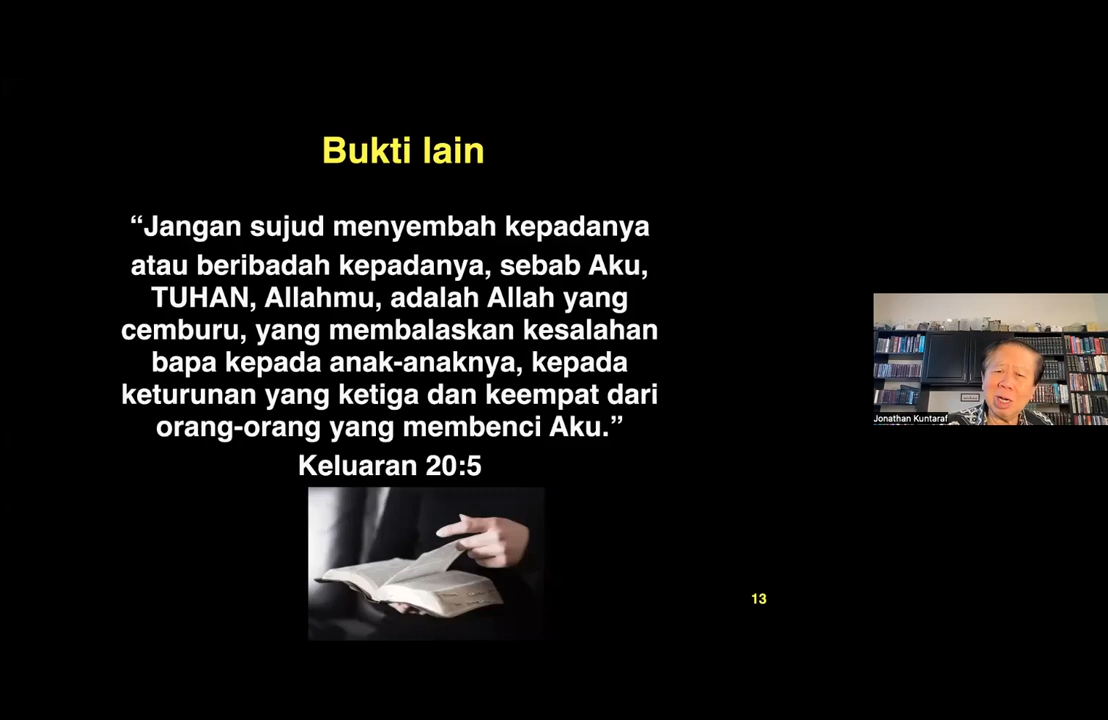 Bukti lain
“Jangan sujud menyembah kepadanya
atau beribadah kepadanya, sebab Aku,
TUHAN, Allahmu, adalah Allah yang
cemburu, yang membalaskan kesalahan
bapa kepada anak-anaknya, kepada
keturunan yang ketiga dan keempat dari
orang-orang yang membenci Aku.”
Keluaran 20:5
Jonathan Kuntaraf
13